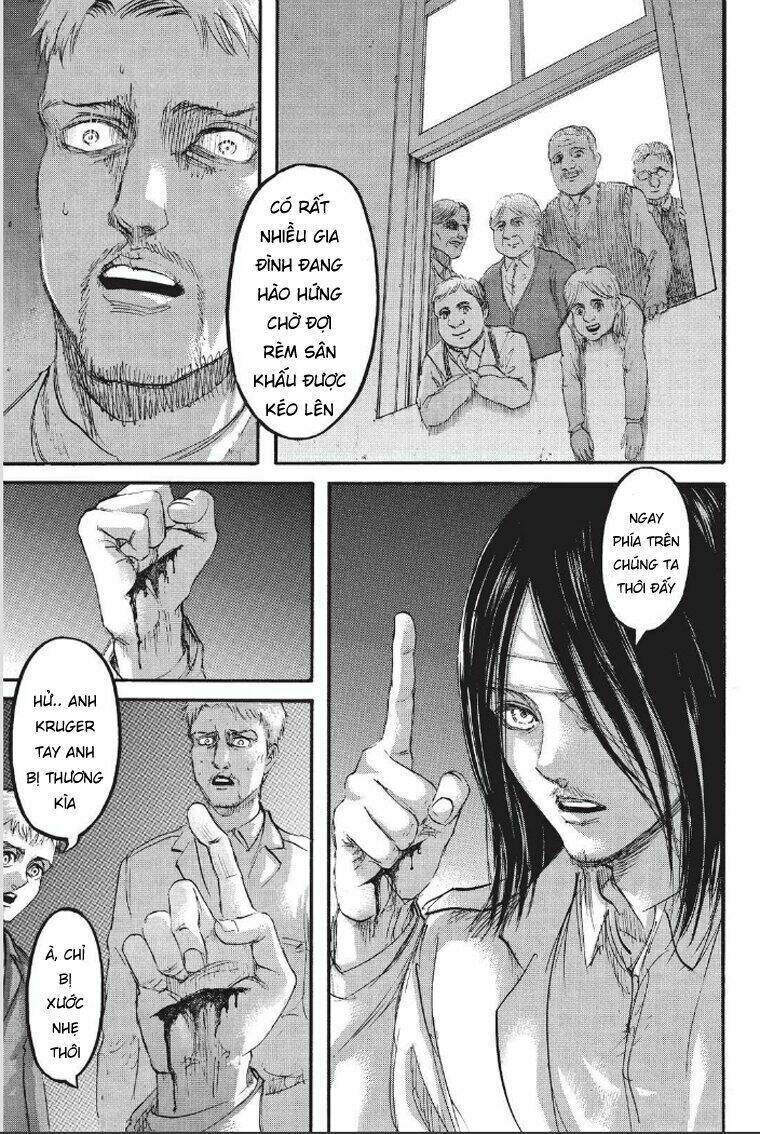 CÓ RẤT
NHIỀU GIA
ĐÌNH ĐANG
HÀO HỨNG
CHỜ ĐỢI
RÈM SÂN
KHẤU ĐƯỢC
KÉO LÊN
NGAY
PHÍA TRÊN
CHÚNG TA
THÔI ĐẤY
HỬ.. ANH
KRUGER
TAY ANH
BỊ THƯƠNG
KÌA
À, CHỈ
BỊ
XƯỚC
NHẸ
THÔI